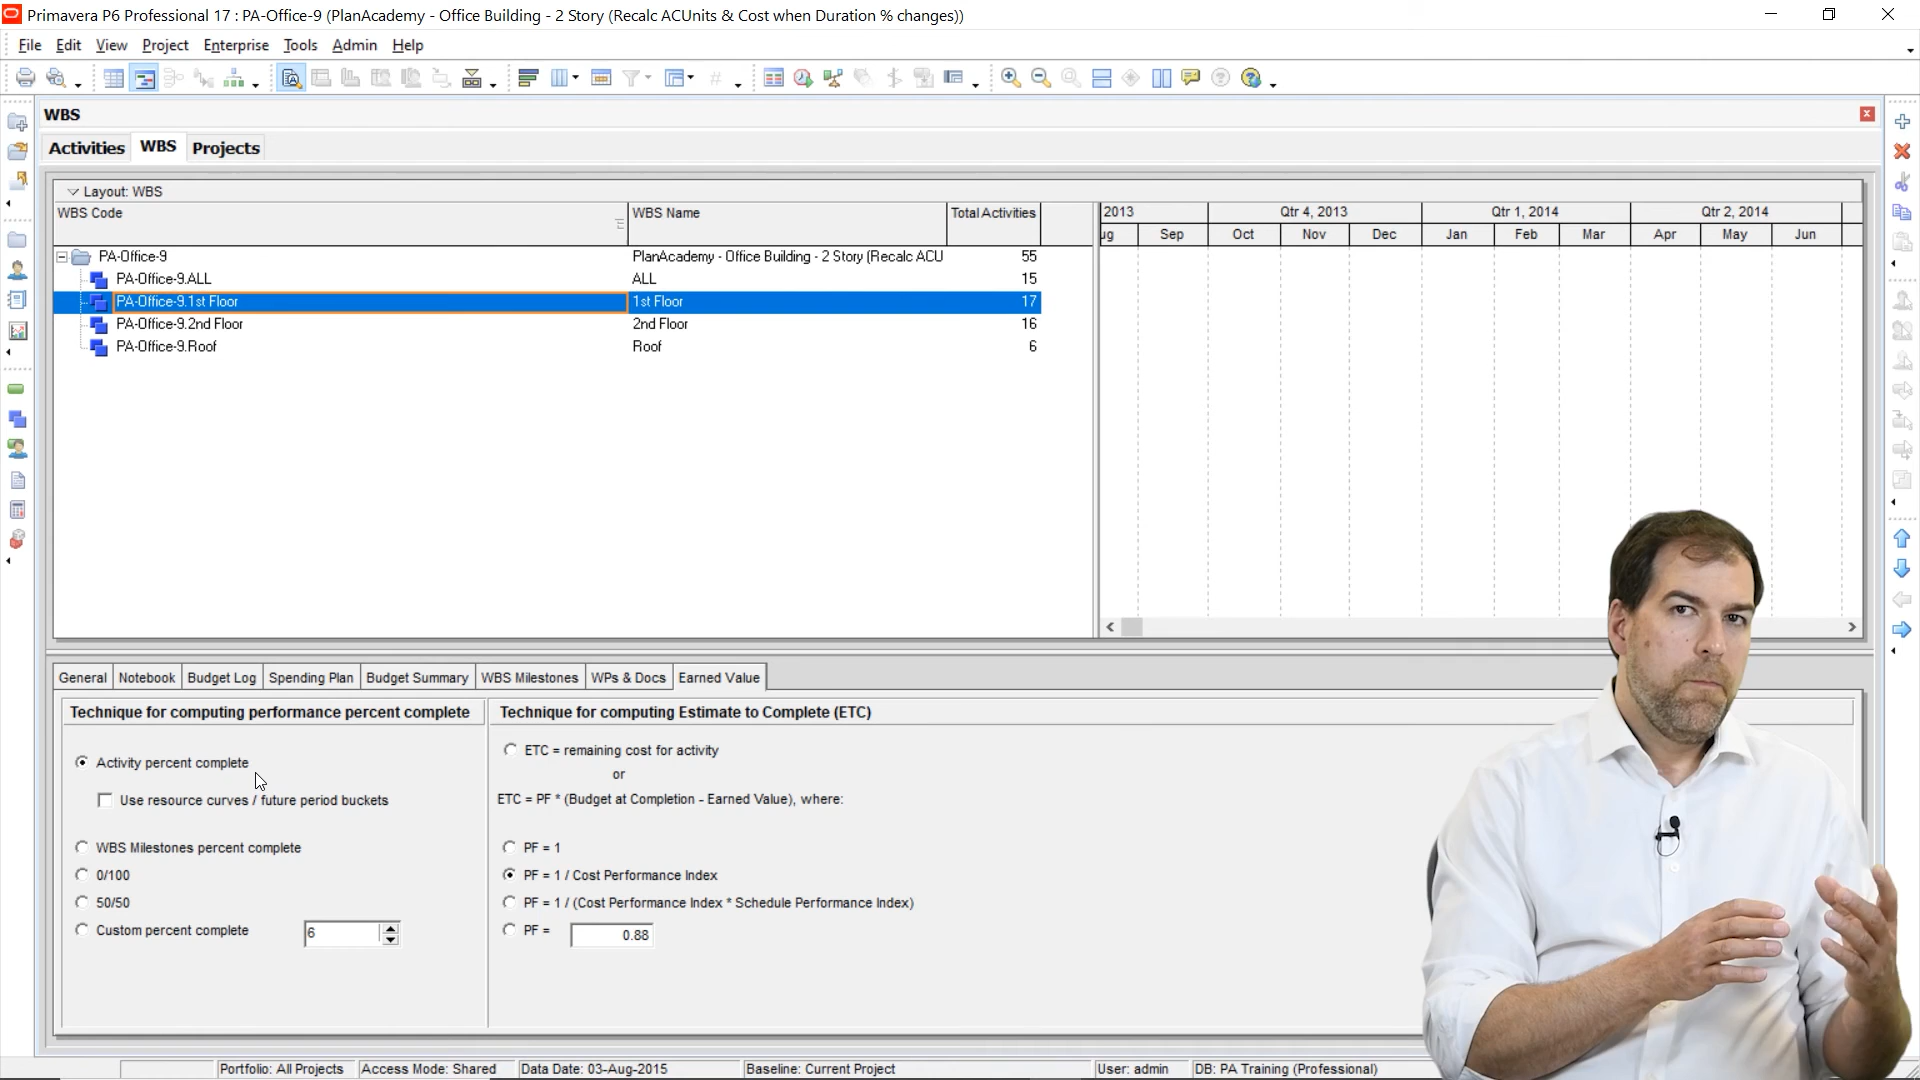 Primavera P6 Professional 17 : PA-Office-9 (PlanAcademy - Office Building - 2 Story (Recalc ACUnits & Cost when Duration % changes))
File Edit View Project Enterprise Tools Admin Help
WBS
Activities WBS Projects
Layout: WBS
WBS Code WBS Name Total Activities
2013 Qtr 4, 2013 Qtr 1, 2014 Qtr 2, 2014
ug Sep Oct Nov Dec Jan Feb Mar Apr May Jun
PA-Office-9 PlanAcademy - Office Building - 2 Story (Recalc ACU 55
PA-Office-9.ALL ALL 15
PA-Office-9.1st Floor 1st Floor 17
PA-Office-9.2nd Floor 2nd Floor 16
PA-Office-9.Roof Roof 6
General Notebook Budget Log Spending Plan Budget Summary WBS Milestones WPs & Docs Earned Value
Technique for computing performance percent complete
Activity percent complete
Use resource curves / future period buckets
WBS Milestones percent complete
0/100
50/50
Custom percent complete 6
Technique for computing Estimate to Complete (ETC)
ETC = remaining cost for activity
or
ETC = PF * (Budget at Completion - Earned Value), where:
PF = 1
PF = 1 / Cost Performance Index
PF = 1 / (Cost Performance Index * Schedule Performance Index)
PF = 0.88
Portfolio: All Projects Access Mode: Shared Data Date: 03-Aug-2015 Baseline: Current Project User: admin DB: PA Training (Professional)